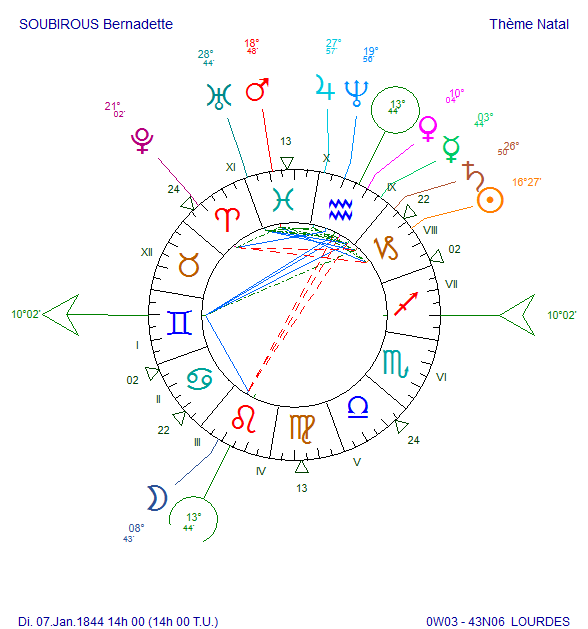 SOUBIROUS Bernadette
Thème Natal
28° 44'
18° 48'
27° 57'
19° 56'
13° 44'
10° 04'
03° 44'
26° 50'
16°27'
21° 02'
13
X
XI
IX
24
22
VIII
XII
02
VII
10°02'
10°02'
I
VI
02
II
22
III
24
IV
V
13
13° 44'
08° 43'
Di. 07.Jan.1844 14h 00 (14h 00 T.U.)
0W03 - 43N06 LOURDES